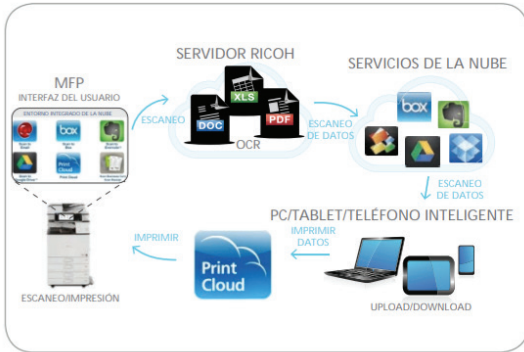 SERVIDOR RICOH
SERVICIOS DE LA NUBE
MFP
INTERFAZ DEL USUARIO
ENTORNO INTEGRADO DE LA NUBE
box
Print
Cloud
Print Cloud
ESCANEO
DOC
XLS
PDF
OCR
ESCANEO
DE DATOS
box
ESCANEO
DE DATOS
PC/TABLET/TELÉFONO INTELIGENTE
IMPRIMIR
IMPRIMIR
DATOS
Print
Cloud
ESCANEO/IMPRESIÓN
UPLOAD/DOWNLOAD